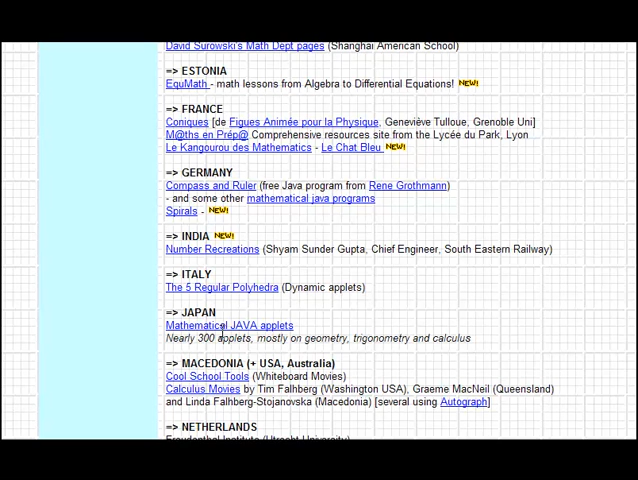 David Surowski's Math Dept pages (Shanghai American School)
=> ESTONIA
EquMath - math lessons from Algebra to Differential Equations! NEW!
=> FRANCE
Coniques [de Figues Animée pour la Physique, Geneviève Tulloue, Grenoble Uni]
M@ths en Prép@ Comprehensive resources site from the Lycée du Park, Lyon
Le Kangourou des Mathematics - Le Chat Bleu NEW!
=> GERMANY
Compass and Ruler (free Java program from Rene Grothmann)
- and some other mathematical java programs
Spirals - NEW!
=> INDIA NEW!
Number Recreations (Shyam Sunder Gupta, Chief Engineer, South Eastern Railway)
=> ITALY
The 5 Regular Polyhedra (Dynamic applets)
=> JAPAN
Mathematical JAVA applets
Nearly 300 applets, mostly on geometry, trigonometry and calculus
=> MACEDONIA (+ USA, Australia)
Cool School Tools (Whiteboard Movies)
Calculus Movies by Tim Falhberg (Washington USA), Graeme MacNeil (Queensland)
and Linda Falhberg-Stojanovska (Macedonia) [several using Autograph]
=> NETHERLANDS
Freudenthal Institute (Utrecht University)